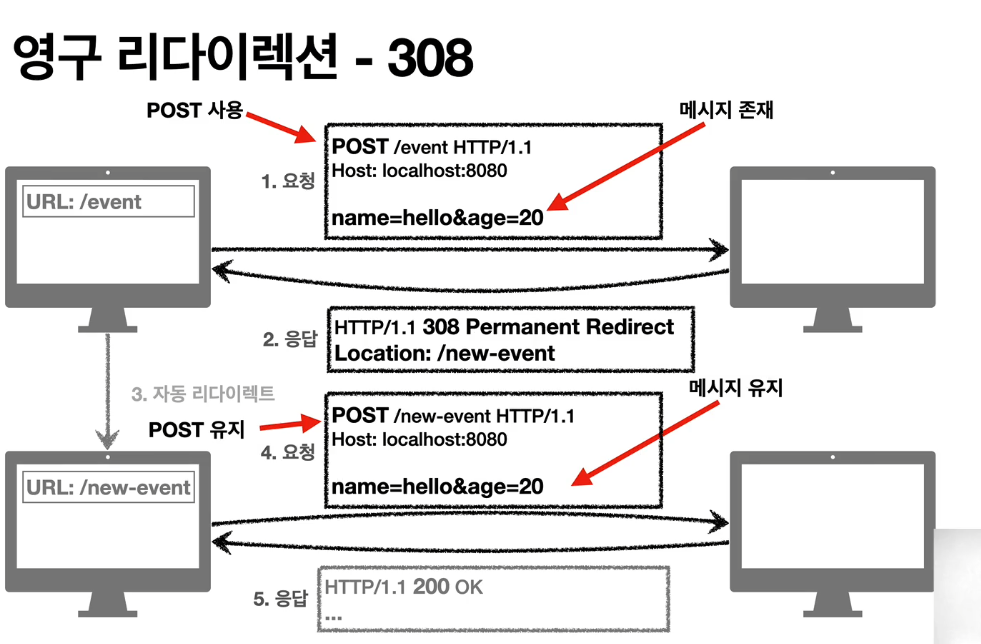 영구 리다이렉션 - 308
POST 사용
메시지 존재
1. 요청
POST /event HTTP/1.1
Host: localhost:8080
name=hello&age=20
URL: /event
2. 응답
HTTP/1.1 308 Permanent Redirect
Location: /new-event
3. 자동 리다이렉트
POST 유지
메시지 유지
4. 요청
POST /new-event HTTP/1.1
Host: localhost:8080
name=hello&age=20
URL: /new-event
5. 응답
HTTP/1.1 200 OK
...